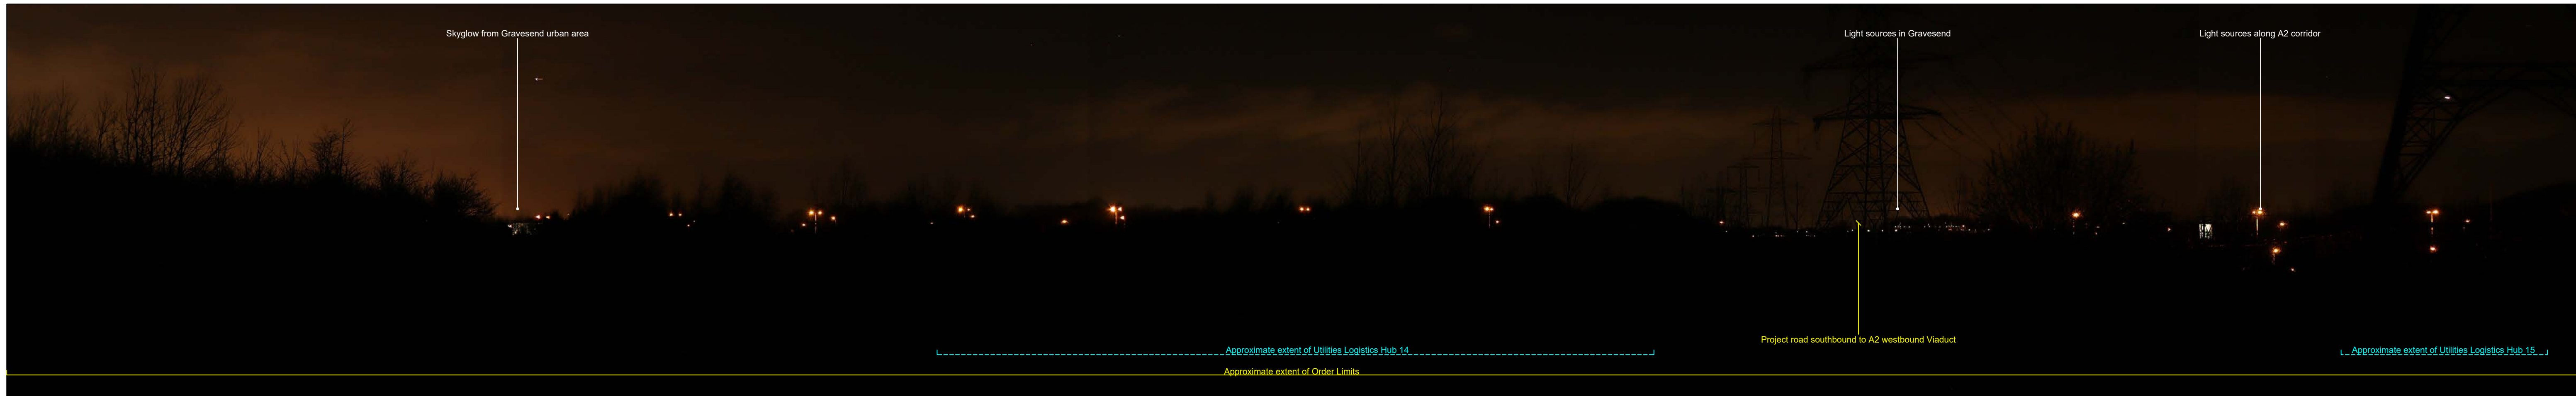 Skyglow from Gravesend urban area
Light sources in Gravesend
Light sources along A2 corridor
Project road southbound to A2 westbound Viaduct
Approximate extent of Utilities Logistics Hub 14
Approximate extent of Utilities Logistics Hub 15
Approximate extent of Order Limits